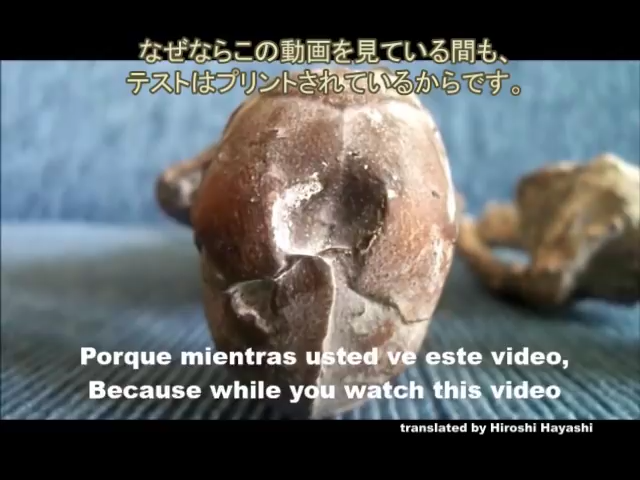 なぜならこの動画を見ている間も、
テストはプリントされているからです。
Porque mientras usted ve este video,
Because while you watch this video
translated by Hiroshi Hayashi